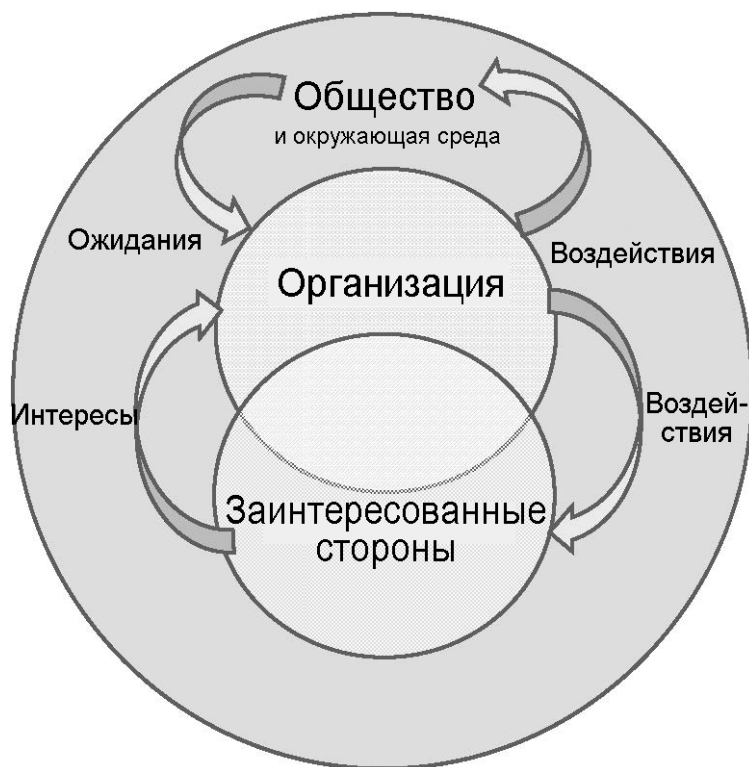 Общество
и окружающая среда
Ожидания
Воздействия
Организация
Интересы
Воздей-
ствия
Заинтересованные
стороны